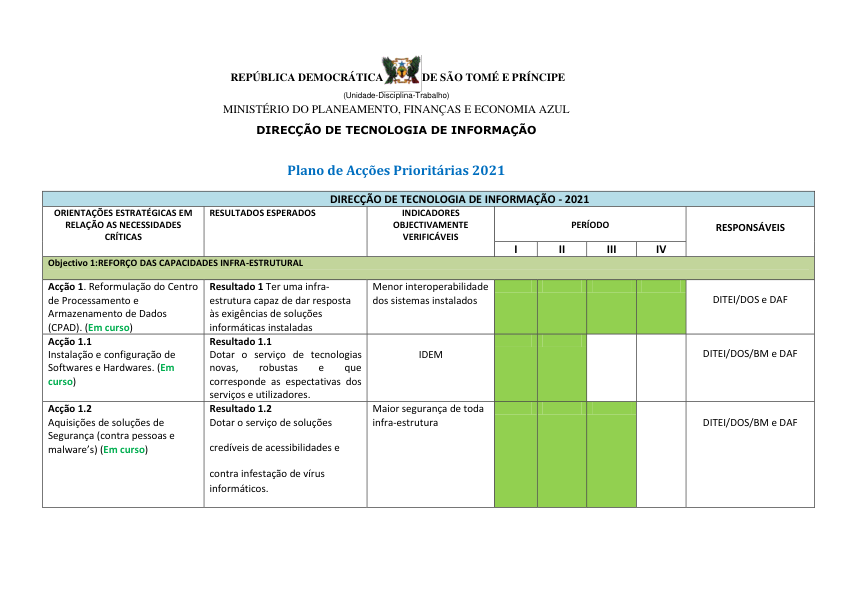 REPÚBLICA DEMOCRÁTICA DE SÃO TOMÉ E PRÍNCIPE
(Unidade-Disciplina-Trabalho)
MINISTÉRIO DO PLANEAMENTO, FINANÇAS E ECONOMIA AZUL
DIRECÇÃO DE TECNOLOGIA DE INFORMAÇÃO
Plano de Acções Prioritárias 2021
DIRECÇÃO DE TECNOLOGIA DE INFORMAÇÃO - 2021
ORIENTAÇÕES ESTRATÉGICAS EM
RELAÇÃO AS NECESSIDADES
CRÍTICAS
RESULTADOS ESPERADOS
INDICADORES
OBJECTIVAMENTE
VERIFICÁVEIS
PERÍODO
I II III IV
RESPONSÁVEIS
Objectivo 1:REFORÇO DAS CAPACIDADES INFRA-ESTRUTURAL
Acção 1. Reformulação do Centro
de Processamento e
Armazenamento de Dados
(CPAD). (Em curso)
Resultado 1 Ter uma infra-
estrutura capaz de dar resposta
às exigências de soluções
informáticas instaladas
Menor interoperabilidade
dos sistemas instalados
DITEI/DOS e DAF
Acção 1.1
Instalação e configuração de
Softwares e Hardwares. (Em
curso)
Resultado 1.1
Dotar o serviço de tecnologias
novas, robustas e que
corresponde as espectativas dos
serviços e utilizadores.
IDEM
DITEI/DOS/BM e DAF
Acção 1.2
Aquisições de soluções de
Segurança (contra pessoas e
malware's) (Em curso)
Resultado 1.2
Dotar o serviço de soluções
credíveis de acessibilidades e
contra infestação de vírus
informáticos.
Maior segurança de toda
infra-estrutura
DITEI/DOS/BM e DAF